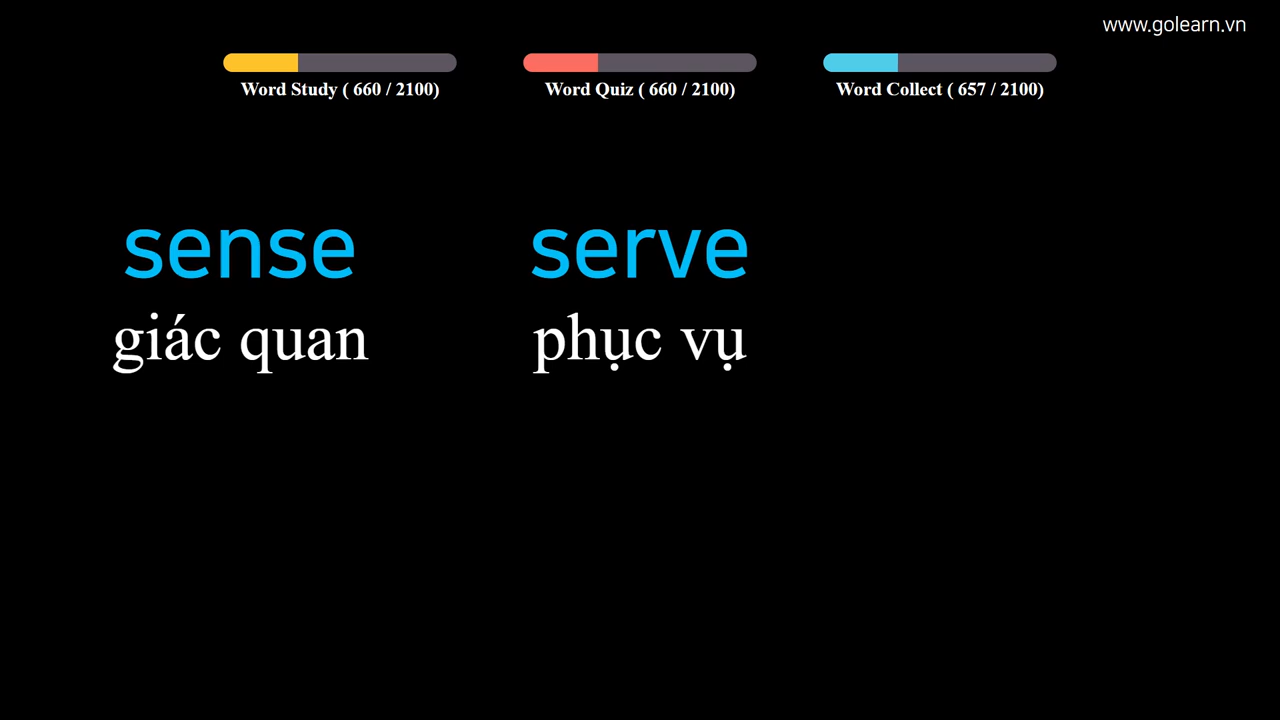 www.golearn.vn
Word Study ( 660 / 2100)
Word Quiz ( 660 / 2100)
Word Collect ( 657 / 2100)
sense
giác quan
serve
phục vụ